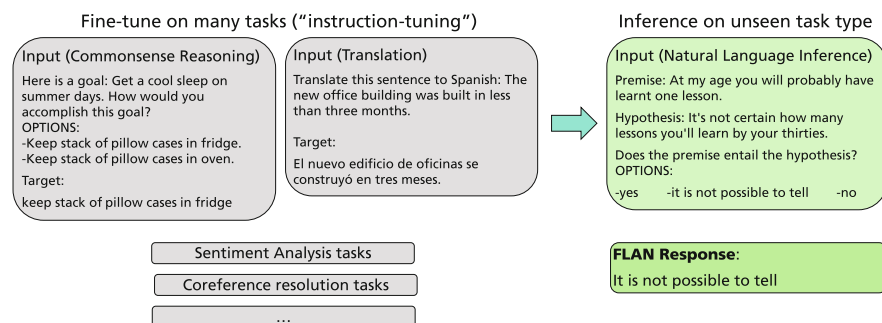 Fine-tune on many tasks (“instruction-tuning”)
Input (Commonsense Reasoning)
Here is a goal: Get a cool sleep on
summer days. How would you
accomplish this goal?
OPTIONS:
-Keep stack of pillow cases in fridge.
-Keep stack of pillow cases in oven.
Target:
keep stack of pillow cases in fridge
Input (Translation)
Translate this sentence to Spanish: The
new office building was built in less
than three months.
Target:
El nuevo edificio de oficinas se
construyó en tres meses.
Sentiment Analysis tasks
Coreference resolution tasks
...
Inference on unseen task type
Input (Natural Language Inference)
Premise: At my age you will probably have
learnt one lesson.
Hypothesis: It's not certain how many
lessons you'll learn by your thirties.
Does the premise entail the hypothesis?
OPTIONS:
-yes -it is not possible to tell -no
FLAN Response:
It is not possible to tell